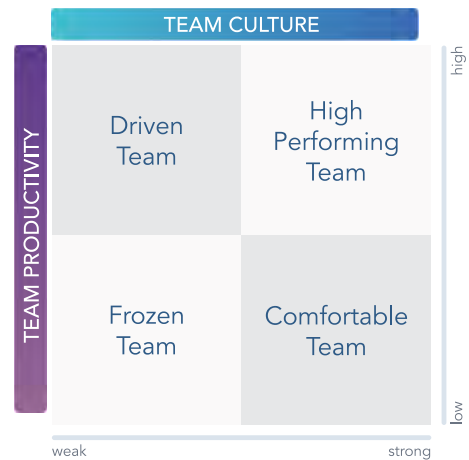 TEAM CULTURE
TEAM PRODUCTIVITY
high
Driven
Team
High
Performing
Team
Frozen
Team
Comfortable
Team
low
weak
strong